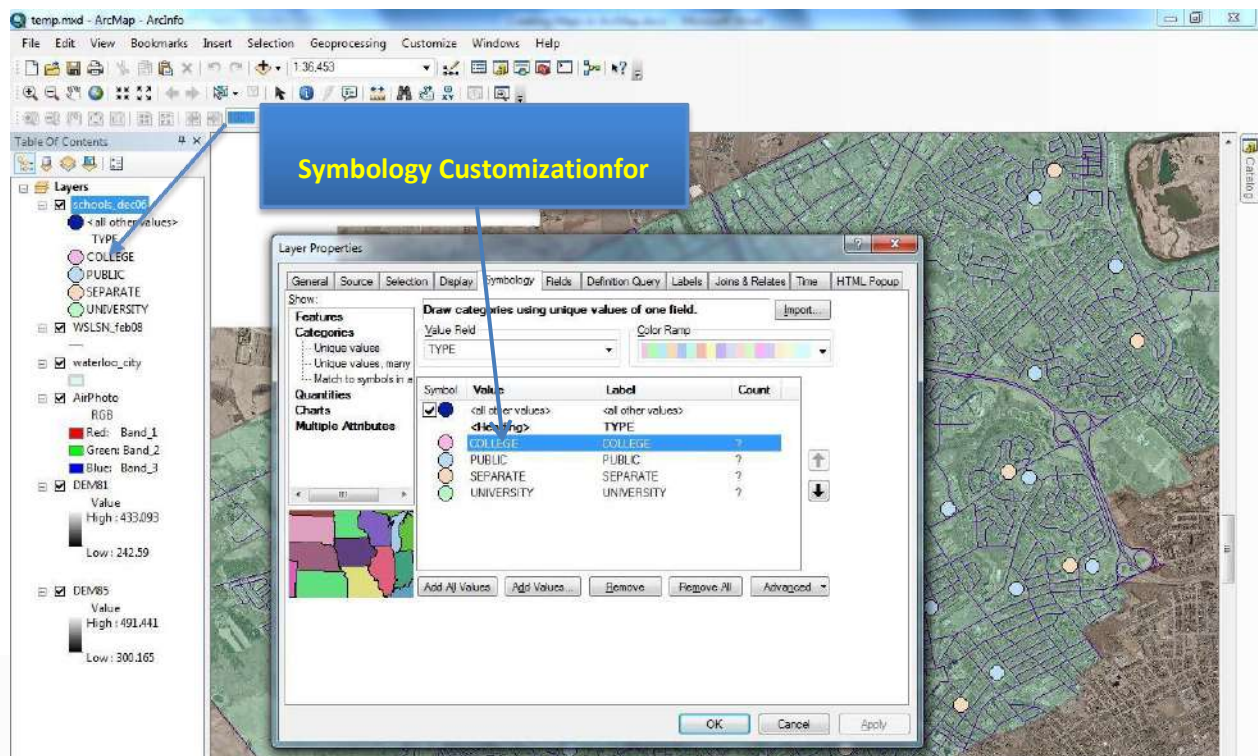 temp.mxd - ArcMap - ArcInfo
File Edit View Bookmarks Insert Selection Geoprocessing Customize Windows Help
1:36,453
Table Of Contents
Layers
schools_dec06
<all other values>
TYPE
COLLEGE
PUBLIC
SEPARATE
UNIVERSITY
WSLSN_feb08
waterloo_city
AirPhoto
RGB
Red: Band_1
Green: Band_2
Blue: Band_3
DEM81
Value
High : 433.093
Low : 242.59
DEM85
Value
High : 491.441
Low : 300.165
Symbology Customizationfor
Catalog
Layer Properties
General Source Selection Display Symbology Fields Definition Query Labels Joins & Relates Time HTML Popup
Show:
Features
Categories
Unique values
Unique values, many
Match to symbols in a
Quantities
Charts
Multiple Attributes
Draw categories using unique values of one field.
Import...
Value Field
Color Ramp
TYPE
Symbol Value Label Count
<all other values> <all other values>
<Heading> TYPE
COLLEGE COLLEGE ?
PUBLIC PUBLIC ?
SEPARATE SEPARATE ?
UNIVERSITY UNIVERSITY ?
Add All Values Add Values... Remove Remove All Advanced
OK Cancel Apply